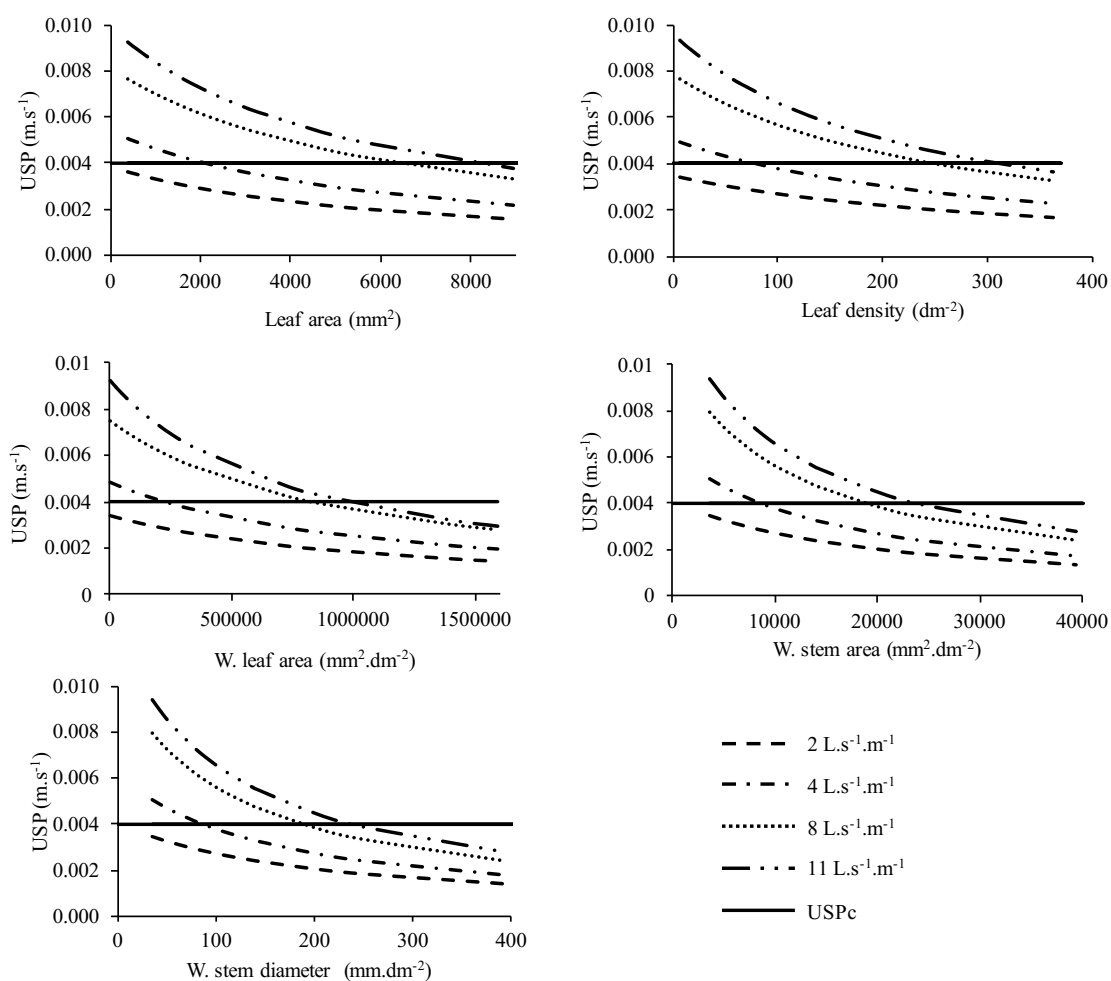 0.010
0.008
0.006
0.004
0.002
0.000
USP (m.s-1)
0 2000 4000 6000 8000
Leaf area (mm2)
0.010
0.008
0.006
0.004
0.002
0.000
USP (m.s-1)
0 100 200 300 400
Leaf density (dm-2)
0.01
0.008
0.006
0.004
0.002
0
USP (m.s-1)
0 500000 1000000 1500000
W. leaf area (mm2.dm-2)
0.01
0.008
0.006
0.004
0.002
0
USP (m.s-1)
0 10000 20000 30000 40000
W. stem area (mm2.dm-2)
0.010
0.008
0.006
0.004
0.002
0.000
USP (m.s-1)
0 100 200 300 400
W. stem diameter (mm.dm-2)
2 L.s-1.m-1
4 L.s-1.m-1
8 L.s-1.m-1
11 L.s-1.m-1
USPc